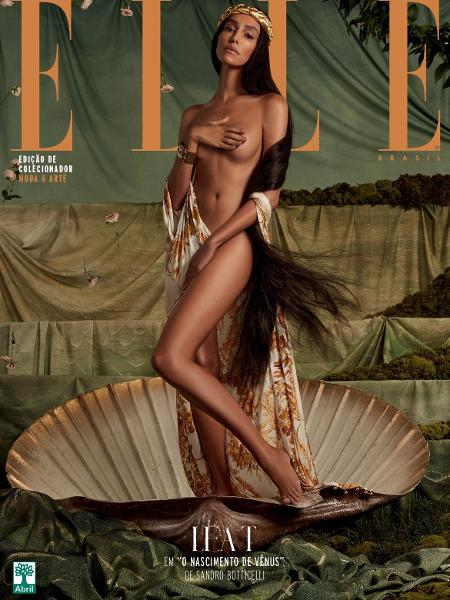 ELLE
BRASIL
EDIÇÃO DE
COLECIONADOR
MODA & ARTE
EM "O NASCIMENTO DE VÊNUS"
DE SANDRO BOTTICELLI
Abril